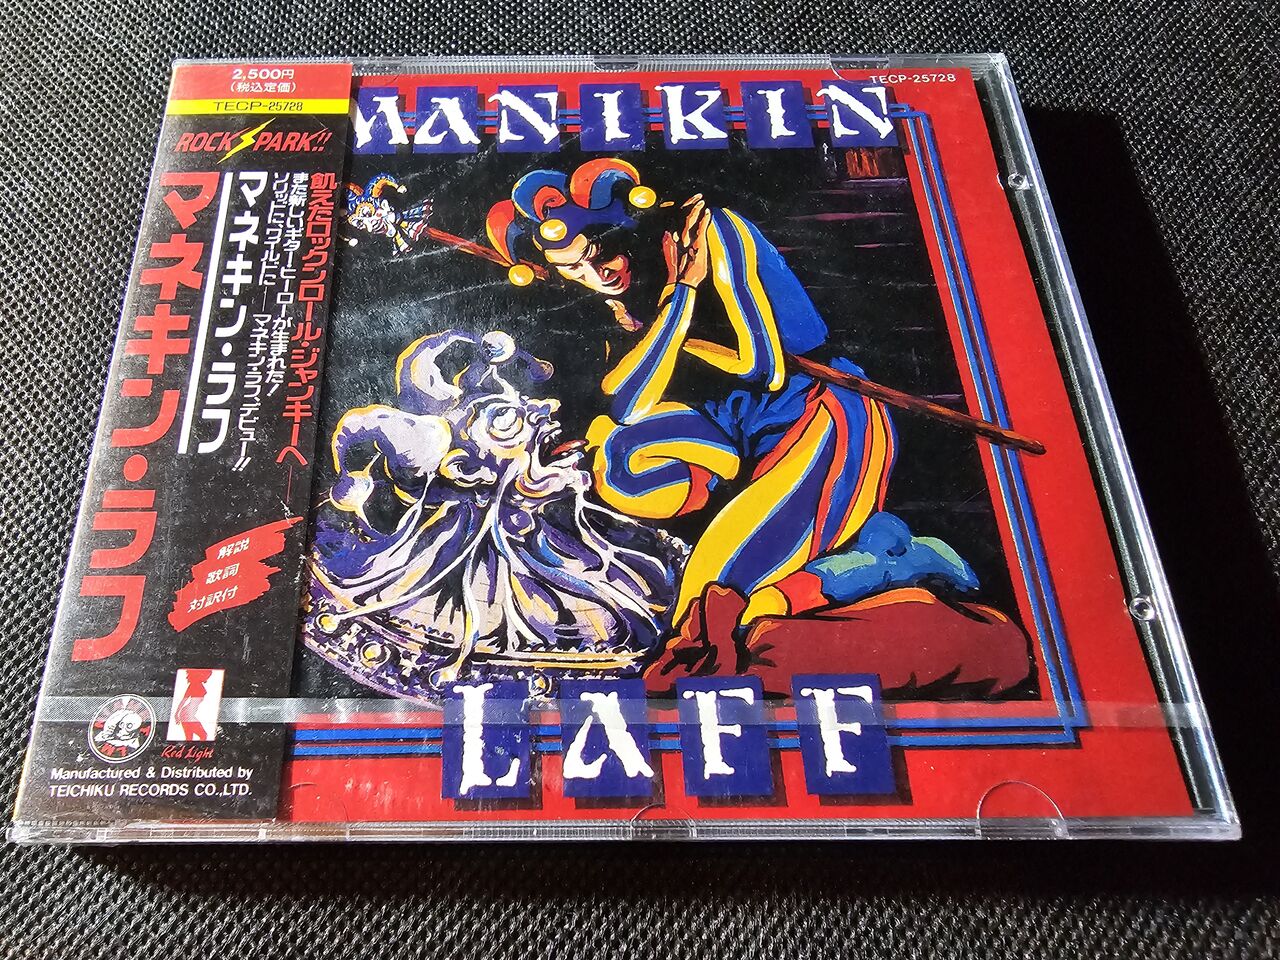 2,500円
(税込定価)
TECP-25728
ROCK SPARK!!
飢えたロックンロール・ジャンキーへ――
また新しいギター・ヒーローが生まれた!
ソリッドに、ワールドに――マネキン・ラフ、デビュー!!
マネキン・ラフ
マネキン・ラフ
解説
歌詞
対訳付
Red Light
Manufactured & Distributed by
TEICHIKU RECORDS CO., LTD.
TECP-25728
MANIKIN
LAFF